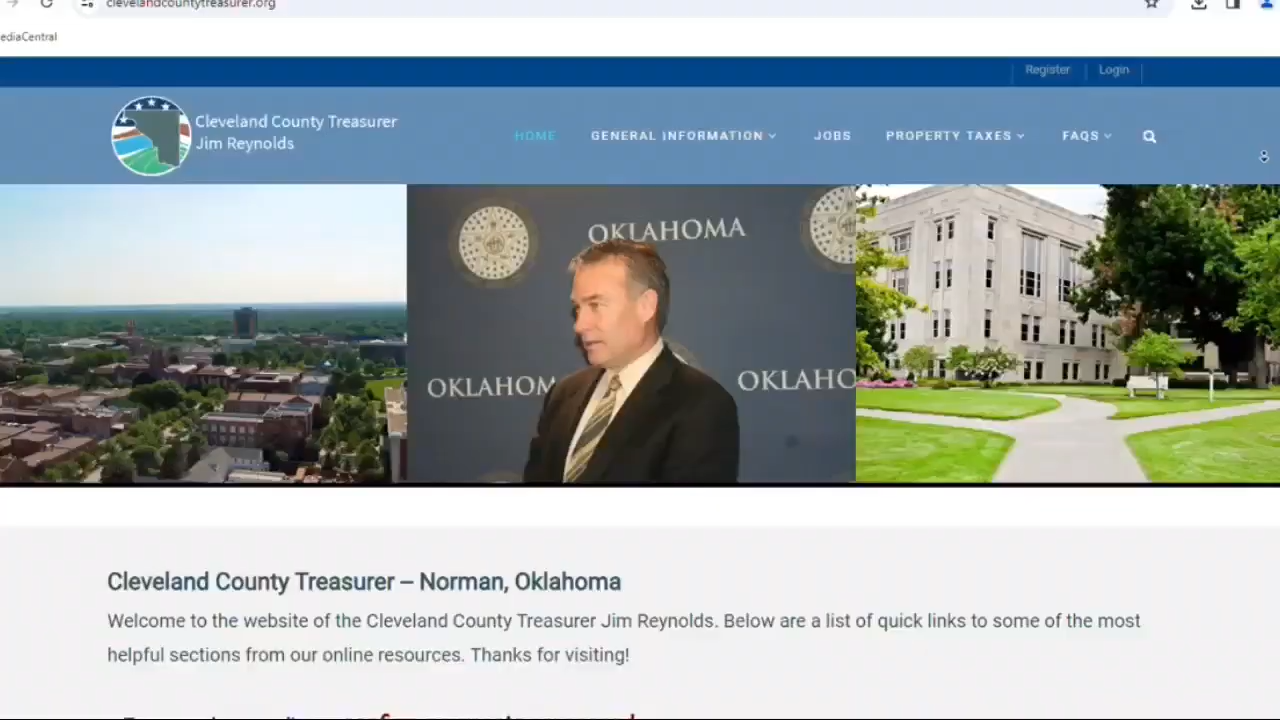 clevelandcountytreasurer.org
ediaCentral
Register
Login
Cleveland County Treasurer
Jim Reynolds
HOME
GENERAL INFORMATION
JOBS
PROPERTY TAXES
FAQS
OKLAHOMA
OKLAHOM
OKLAHO
Cleveland County Treasurer – Norman, Oklahoma
Welcome to the website of the Cleveland County Treasurer Jim Reynolds. Below are a list of quick links to some of the most
helpful sections from our online resources. Thanks for visiting!